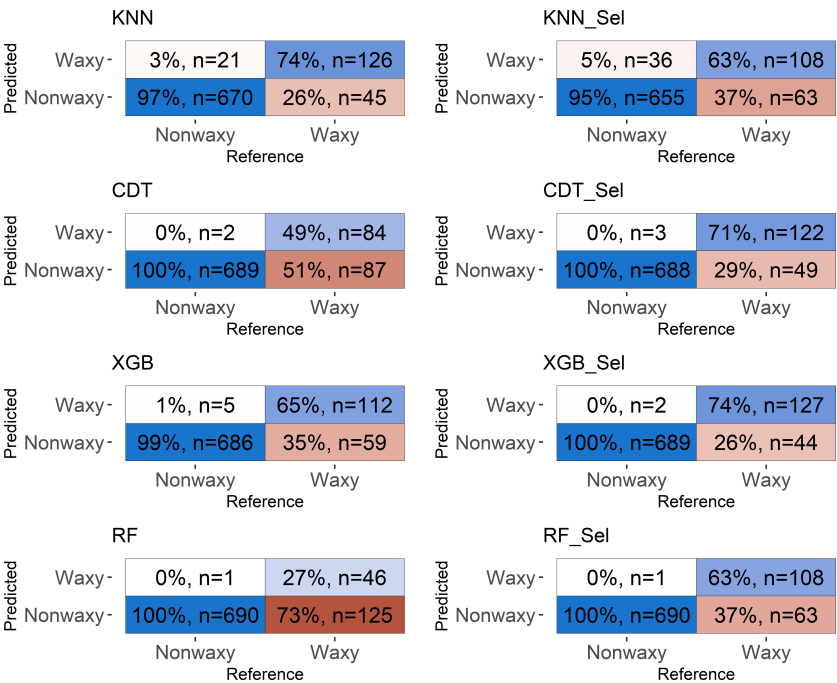 KNN
Predicted
Waxy
3%, n=21
74%, n=126
Nonwaxy
97%, n=670
26%, n=45
Nonwaxy
Waxy
Reference
KNN_Sel
Predicted
Waxy
5%, n=36
63%, n=108
Nonwaxy
95%, n=655
37%, n=63
Nonwaxy
Waxy
Reference
CDT
Predicted
Waxy
0%, n=2
49%, n=84
Nonwaxy
100%, n=689
51%, n=87
Nonwaxy
Waxy
Reference
CDT_Sel
Predicted
Waxy
0%, n=3
71%, n=122
Nonwaxy
100%, n=688
29%, n=49
Nonwaxy
Waxy
Reference
XGB
Predicted
Waxy
1%, n=5
65%, n=112
Nonwaxy
99%, n=686
35%, n=59
Nonwaxy
Waxy
Reference
XGB_Sel
Predicted
Waxy
0%, n=2
74%, n=127
Nonwaxy
100%, n=689
26%, n=44
Nonwaxy
Waxy
Reference
RF
Predicted
Waxy
0%, n=1
27%, n=46
Nonwaxy
100%, n=690
73%, n=125
Nonwaxy
Waxy
Reference
RF_Sel
Predicted
Waxy
0%, n=1
63%, n=108
Nonwaxy
100%, n=690
37%, n=63
Nonwaxy
Waxy
Reference